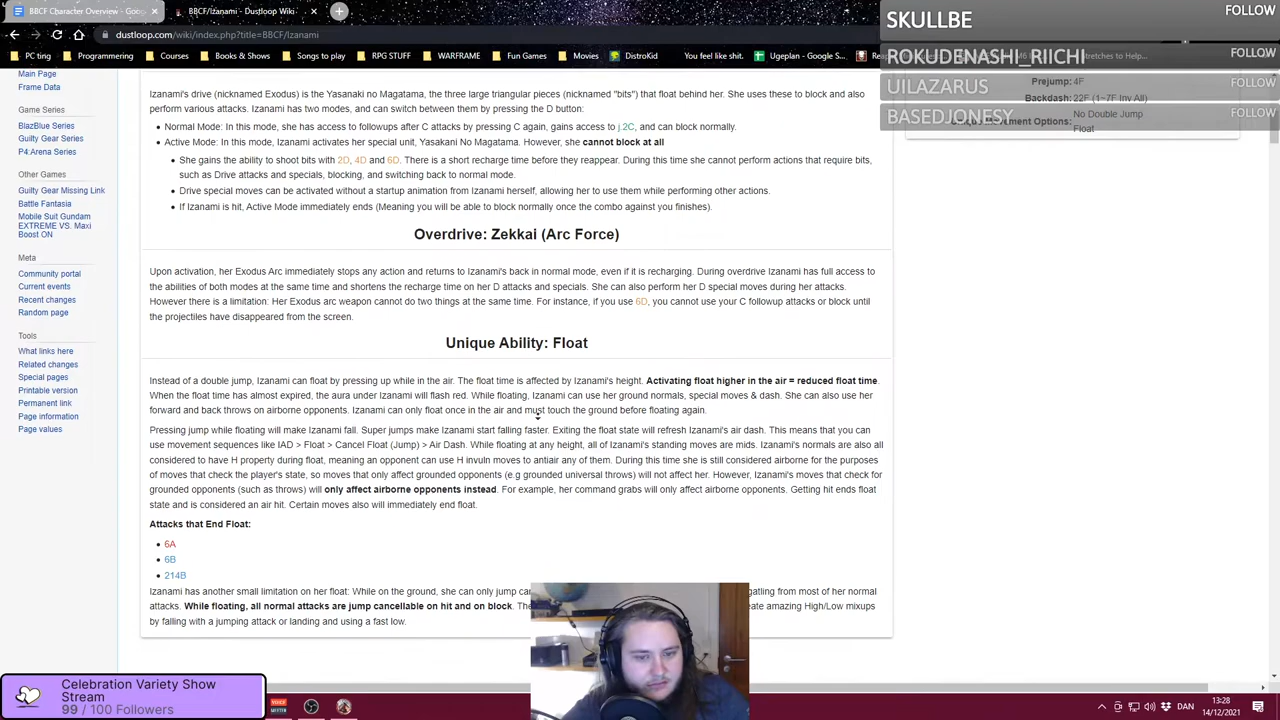 BBCF Character Overview - Goog
BBCF/Izanami - Dustloop Wiki
dustloop.com/wiki/index.php?title=BBCF/Izanami
PC ting
Programmering
Books & Shows
Songs to play
RPG STUFF
WARFRAME
Fun Games
Movies
DistroKid
You feel like shit.
Ugeplan - Google S...
SKULLBE
FOLLOW
ROKUDENASHI_RIICHI
FOLLOW
UILAZARUS
FOLLOW
BASEDJONESY
FOLLOW
Prejump: 4F
Backdash: 22F (1~7F Inv All)
Movement Options: No Double Jump
Float
Main Page
Frame Data
Game Series
BlazBlue Series
Guilty Gear Series
P4:Arena Series
Other Games
Guilty Gear Missing Link
Battle Fantasia
Mobile Suit Gundam
EXTREME VS. Maxi
Boost ON
Meta
Community portal
Current events
Recent changes
Random page
Tools
What links here
Related changes
Special pages
Printable version
Permanent link
Page information
Page values
Izanami's drive (nicknamed Exodus) is the Yasanaki no Magatama, the three large triangular pieces (nicknamed "bits") that float behind her. She uses these to block and also
perform various attacks. Izanami has two modes, and can switch between them by pressing the D button:
• Normal Mode: In this mode, she has access to followups after C attacks by pressing C again, gains access to j.2C, and can block normally.
• Active Mode: In this mode, Izanami activates her special unit, Yasakani No Magatama. However, she cannot block at all
• She gains the ability to shoot bits with 2D, 4D and 6D. There is a short recharge time before they reappear. During this time she cannot perform actions that require bits,
such as Drive attacks and specials, blocking, and switching back to normal mode.
• Drive special moves can be activated without a startup animation from Izanami herself, allowing her to use them while performing other actions.
• If Izanami is hit, Active Mode immediately ends (Meaning you will be able to block normally once the combo against you finishes).
Overdrive: Zekkai (Arc Force)
Upon activation, her Exodus Arc immediately stops any action and returns to Izanami's back in normal mode, even if it is recharging. During overdrive Izanami has full access to
the abilities of both modes at the same time and shortens the recharge time on her D attacks and specials. She can also perform her D special moves during her attacks.
However there is a limitation: Her Exodus arc weapon cannot do two things at the same time. For instance, if you use 6D, you cannot use your C followup attacks or block until
the projectiles have disappeared from the screen.
Unique Ability: Float
Instead of a double jump, Izanami can float by pressing up while in the air. The float time is affected by Izanami's height. Activating float higher in the air = reduced float time.
When the float time has almost expired, the aura under Izanami will flash red. While floating, Izanami can use her ground normals, special moves & dash. She can also use her
forward and back throws on airborne opponents. Izanami can only float once in the air and must touch the ground before floating again.
Pressing jump while floating will make Izanami fall. Super jumps make Izanami start falling faster. Exiting the float state will refresh Izanami's air dash. This means that you can
use movement sequences like IAD > Float > Cancel Float (Jump) > Air Dash. While floating at any height, all of Izanami's standing moves are mids. Izanami's normals are also all
considered to have H property during float, meaning an opponent can use H invuln moves to antiair any of them. During this time she is still considered airborne for the purposes
of moves that check the player's state, so moves that only affect grounded opponents (e.g grounded universal throws) will not affect her. However, Izanami's moves that check for
grounded opponents (such as throws) will only affect airborne opponents instead. For example, her command grabs will only affect airborne opponents. Getting hit ends float
state and is considered an air hit. Certain moves also will immediately end float.
Attacks that End Float:
• 6A
• 6B
• 214B
Izanami has another small limitation on her float: While on the ground, she can only jump can gatling from most of her normal
attacks. While floating, all normal attacks are jump cancellable on hit and on block. The eate amazing High/Low mixups
by falling with a jumping attack or landing and using a fast low.
Celebration Variety Show
Stream
99 / 100 Followers
DAN
13:28
14/12/2021